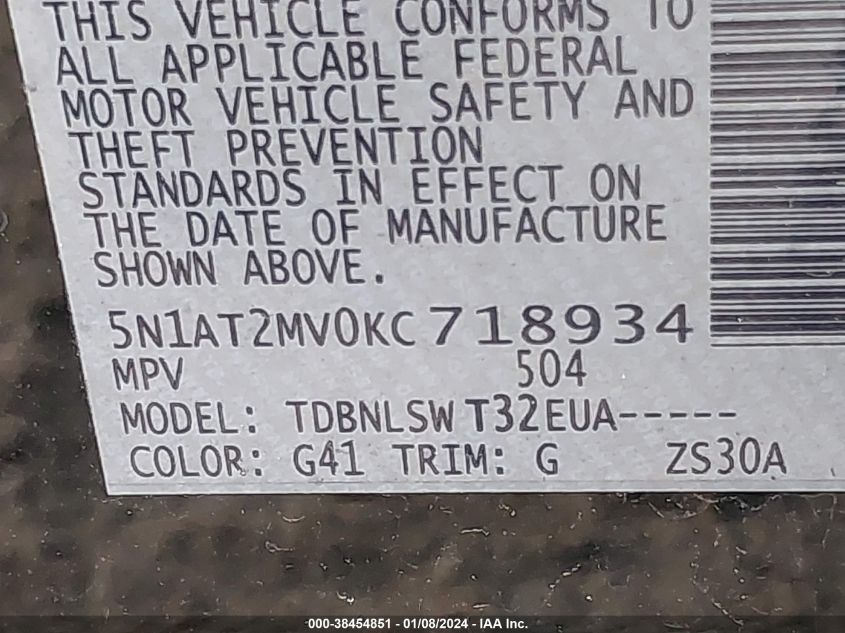 THIS VEHICLE CONFORMS TO
ALL APPLICABLE FEDERAL
MOTOR VEHICLE SAFETY AND
THEFT PREVENTION
STANDARDS IN EFFECT ON
THE DATE OF MANUFACTURE
SHOWN ABOVE.
5N1AT2MV0KC718934
MPV 504
MODEL: TDBNLSW T32EUA-----
COLOR: G41 TRIM: G ZS30A
000-38454851 - 01/08/2024 - IAA Inc.